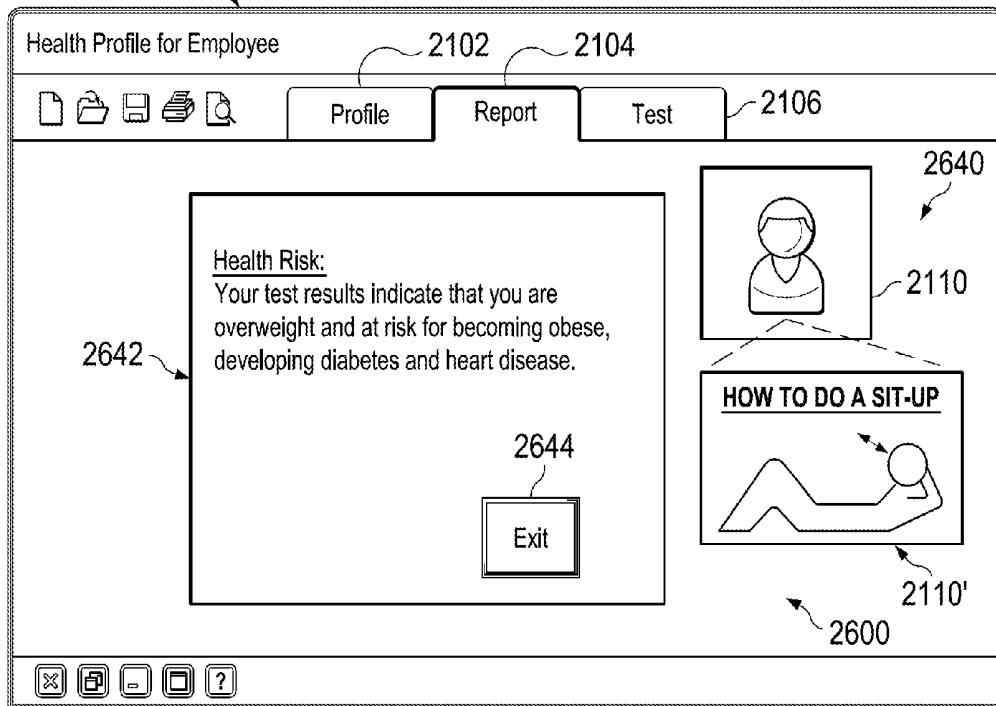 Health Profile for Employee
2102
2104
Profile
Report
Test
2106
2640
Health Risk:
Your test results indicate that you are
overweight and at risk for becoming obese,
developing diabetes and heart disease.
2642
2110
HOW TO DO A SIT-UP
2644
Exit
2110'
2600
?